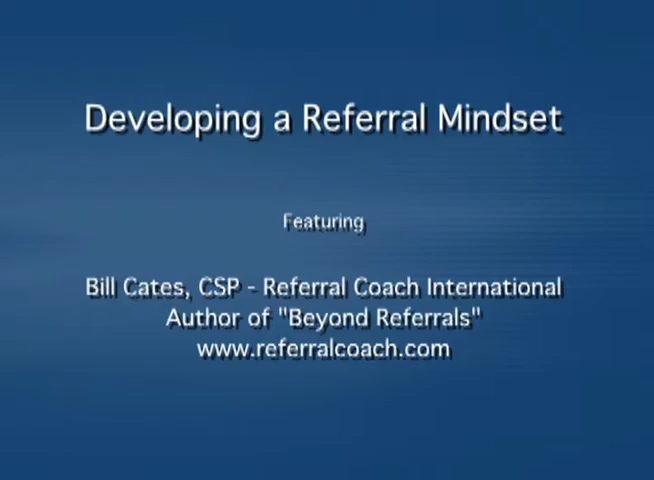 Developing a Referral Mindset
Featuring
Bill Cates, CSP - Referral Coach International
Author of "Beyond Referrals"
www.referralcoach.com